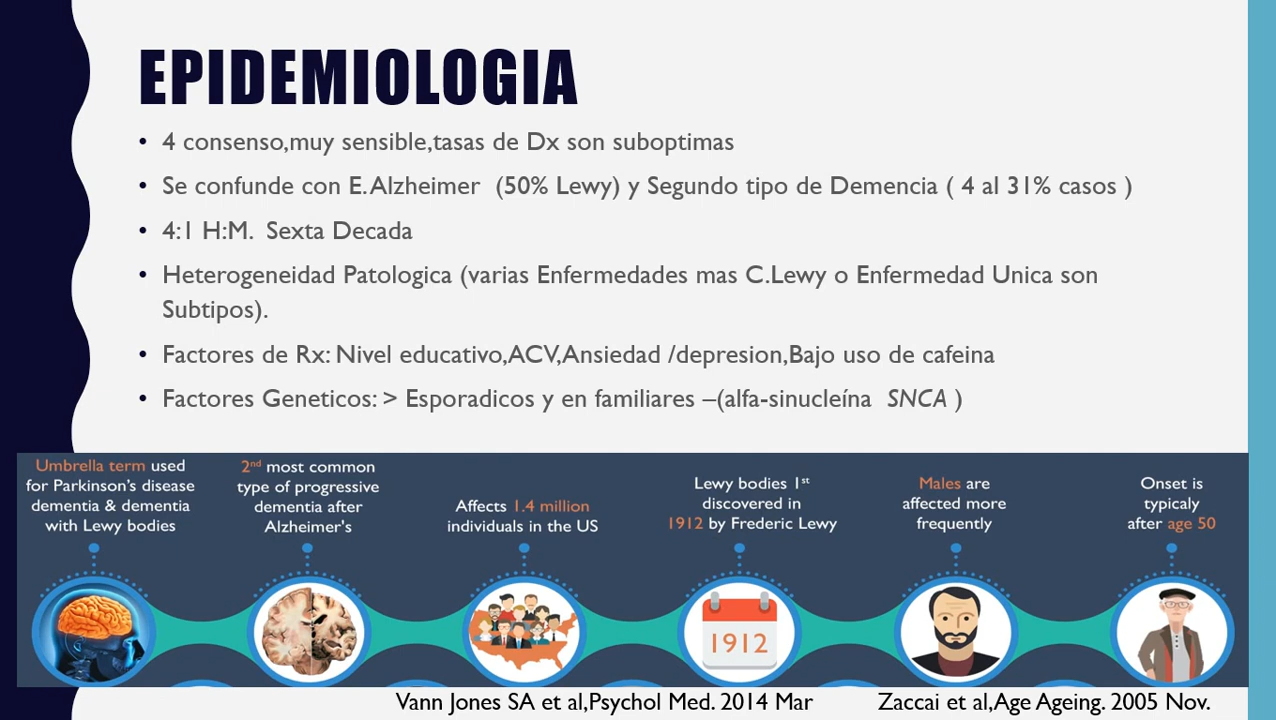 EPIDEMIOLOGIA
• 4 consenso,muy sensible,tasas de Dx son suboptimas
• Se confunde con E.Alzheimer (50% Lewy) y Segundo tipo de Demencia ( 4 al 31% casos )
• 4:1 H:M. Sexta Decada
• Heterogeneidad Patologica (varias Enfermedades mas C.Lewy o Enfermedad Unica son
Subtipos).
• Factores de Rx: Nivel educativo,ACV,Ansiedad /depresion,Bajo uso de cafeina
• Factores Geneticos: > Esporadicos y en familiares –(alfa-sinucleína SNCA )
Umbrella term used
for Parkinson's disease
dementia & dementia
with Lewy bodies
2nd most common
type of progressive
dementia after
Alzheimer's
Affects 1.4 million
individuals in the US
Lewy bodies 1st
discovered in
1912 by Frederic Lewy
Males are
affected more
frequently
Onset is
typicaly
after age 50
1912
Vann Jones SA et al,Psychol Med. 2014 Mar
Zaccai et al,Age Ageing. 2005 Nov.